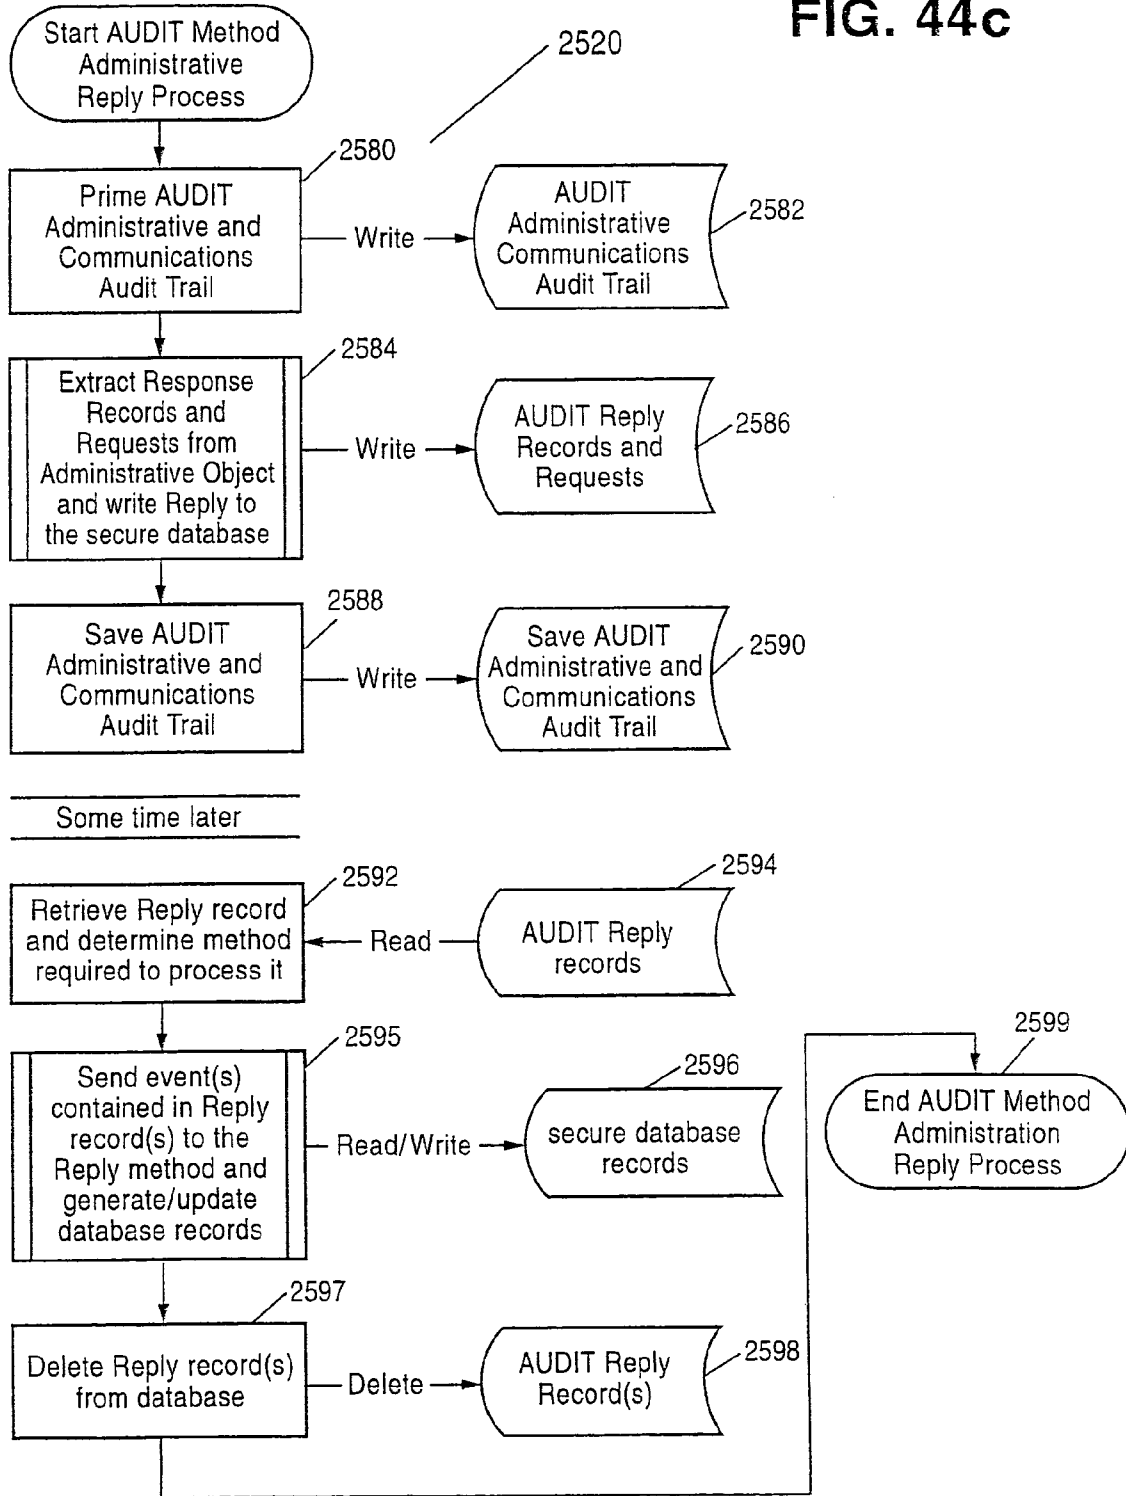 FIG. 44c
Start AUDIT Method
Administrative
Reply Process
2520
2580
Prime AUDIT
Administrative and
Communications
Audit Trail
Write
AUDIT
Administrative
Communications
Audit Trail
2582
2584
Extract Response
Records and
Requests from
Administrative Object
and write Reply to
the secure database
Write
AUDIT Reply
Records and
Requests
2586
2588
Save AUDIT
Administrative and
Communications
Audit Trail
Write
Save AUDIT
Administrative and
Communications
Audit Trail
2590
Some time later
2592
Retrieve Reply record
and determine method
required to process it
Read
AUDIT Reply
records
2594
2595
Send event(s)
contained in Reply
record(s) to the
Reply method and
generate/update
database records
Read/Write
secure database
records
2596
2597
Delete Reply record(s)
from database
Delete
AUDIT Reply
Record(s)
2598
2599
End AUDIT Method
Administration
Reply Process